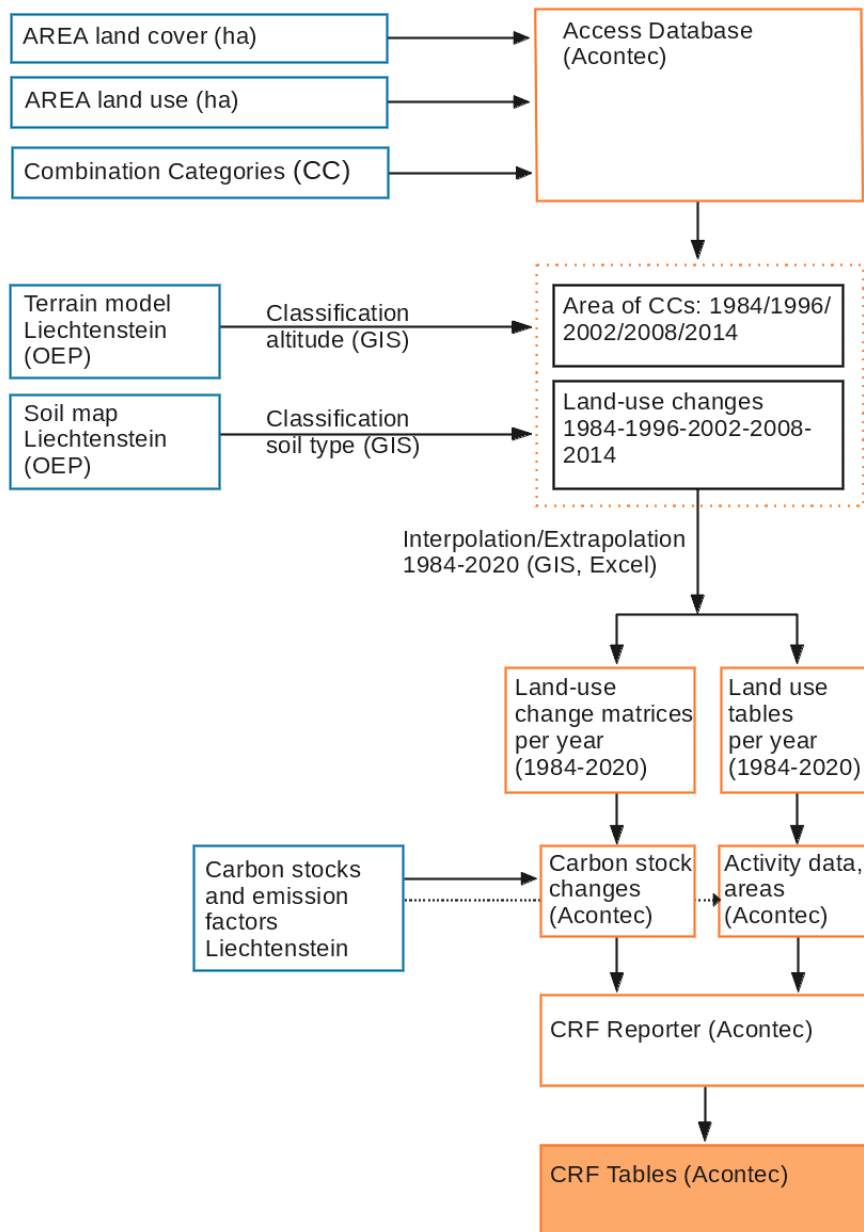 AREA land cover (ha)
Access Database
(Acontec)
AREA land use (ha)
Combination Categories (CC)
Terrain model
Liechtenstein
(OEP)
Classification
altitude (GIS)
Area of CCs: 1984/1996/
2002/2008/2014
Soil map
Liechtenstein
(OEP)
Classification
soil type (GIS)
Land-use changes
1984-1996-2002-2008-
2014
Interpolation/Extrapolation
1984-2020 (GIS, Excel)
Land-use
change matrices
per year
(1984-2020)
Land use
tables
per year
(1984-2020)
Carbon stocks
and emission
factors
Liechtenstein
Carbon stock
changes
(Acontec)
Activity data,
areas
(Acontec)
CRF Reporter (Acontec)
CRF Tables (Acontec)